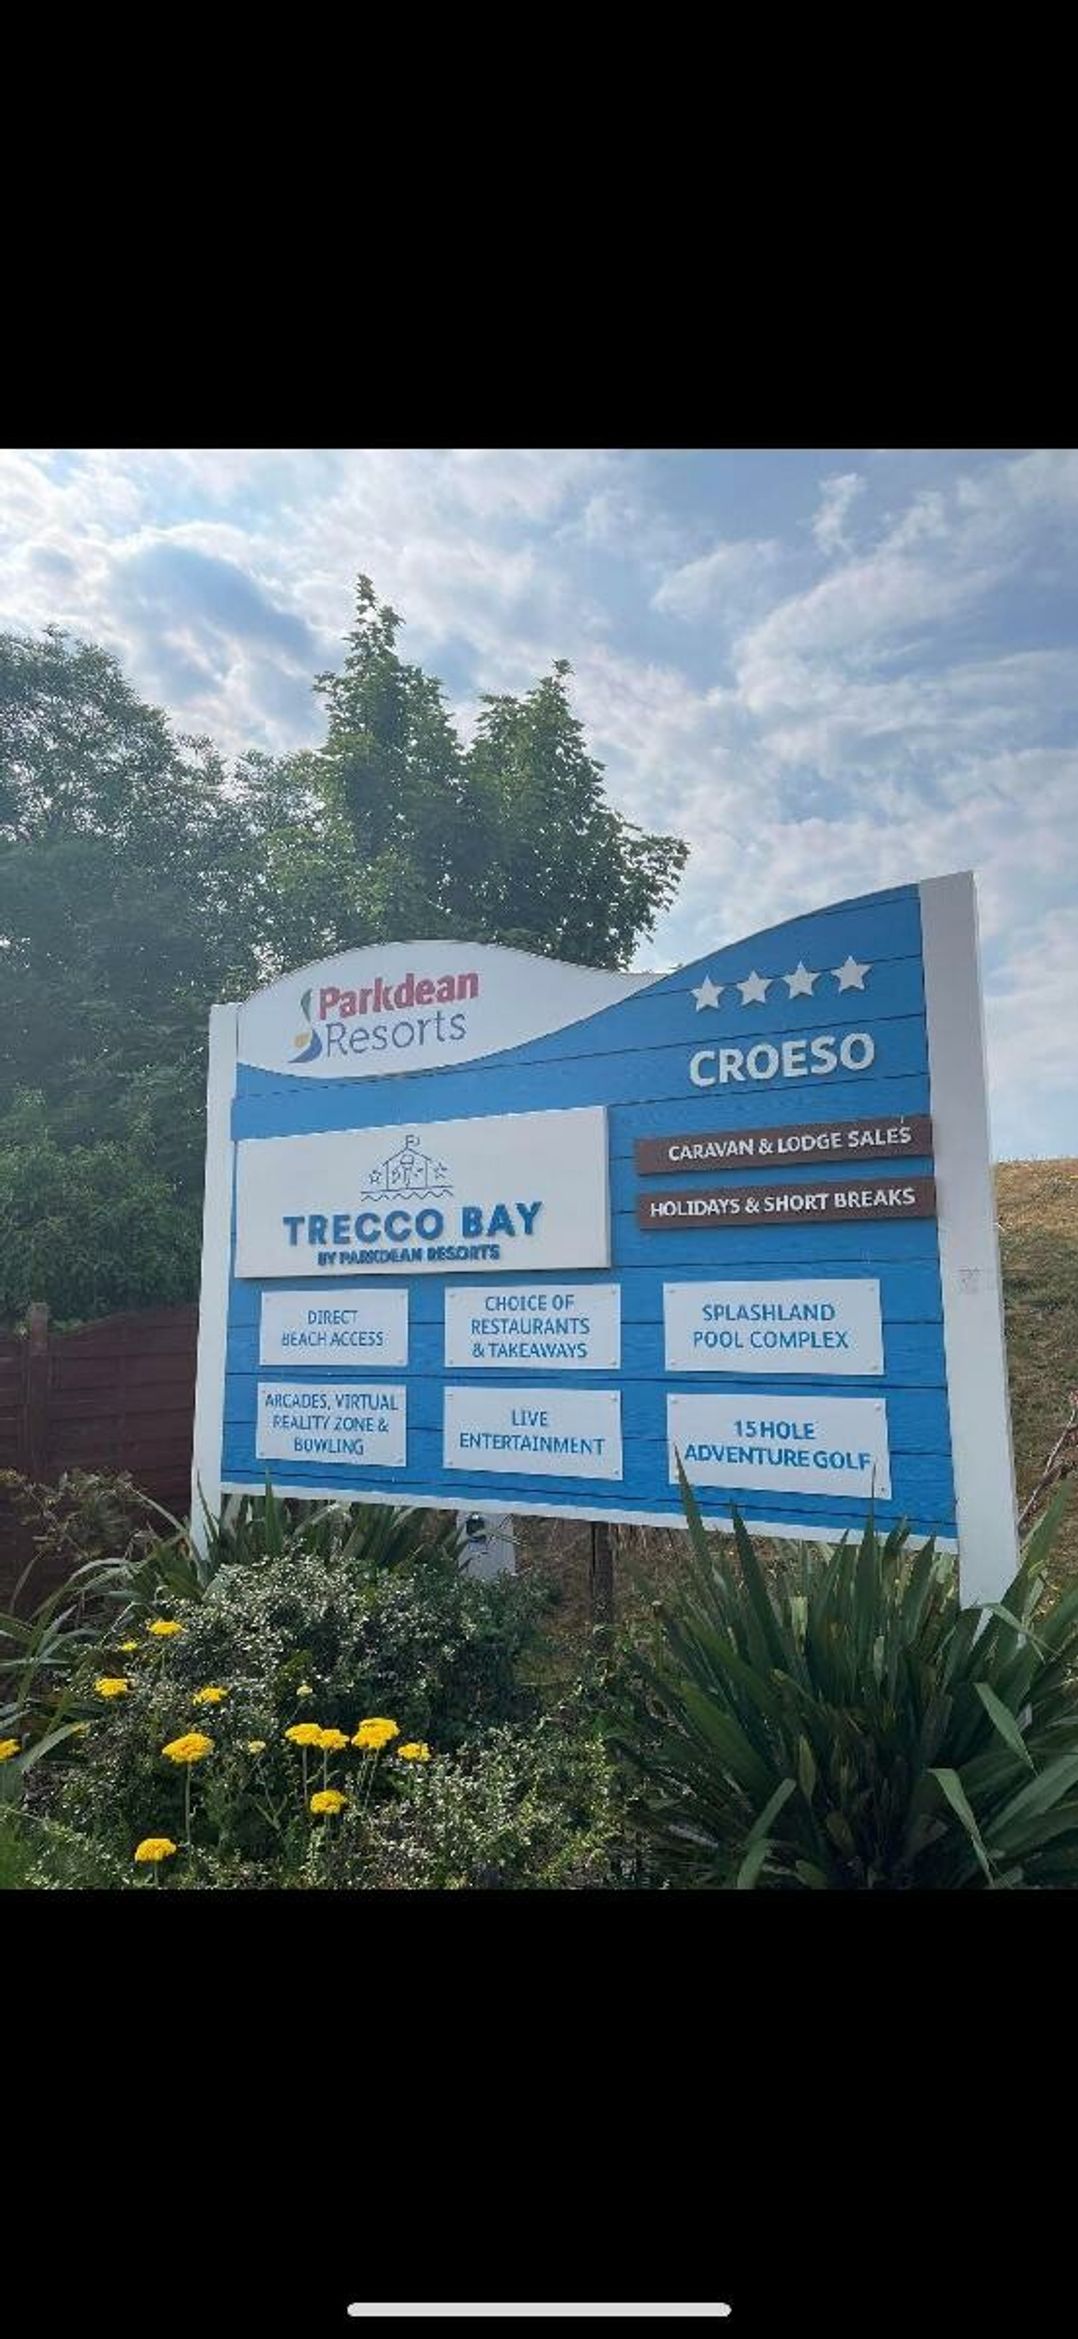 Parkdean
Resorts
CROESO
TRECCO BAY
BY PARKDEAN RESORTS
CARAVAN & LODGE SALES
HOLIDAYS & SHORT BREAKS
DIRECT
BEACH ACCESS
CHOICE OF
RESTAURANTS
& TAKEAWAYS
SPLASHLAND
POOL COMPLEX
ARCADES, VIRTUAL
REALITY ZONE &
BOWLING
LIVE
ENTERTAINMENT
15 HOLE
ADVENTURE GOLF